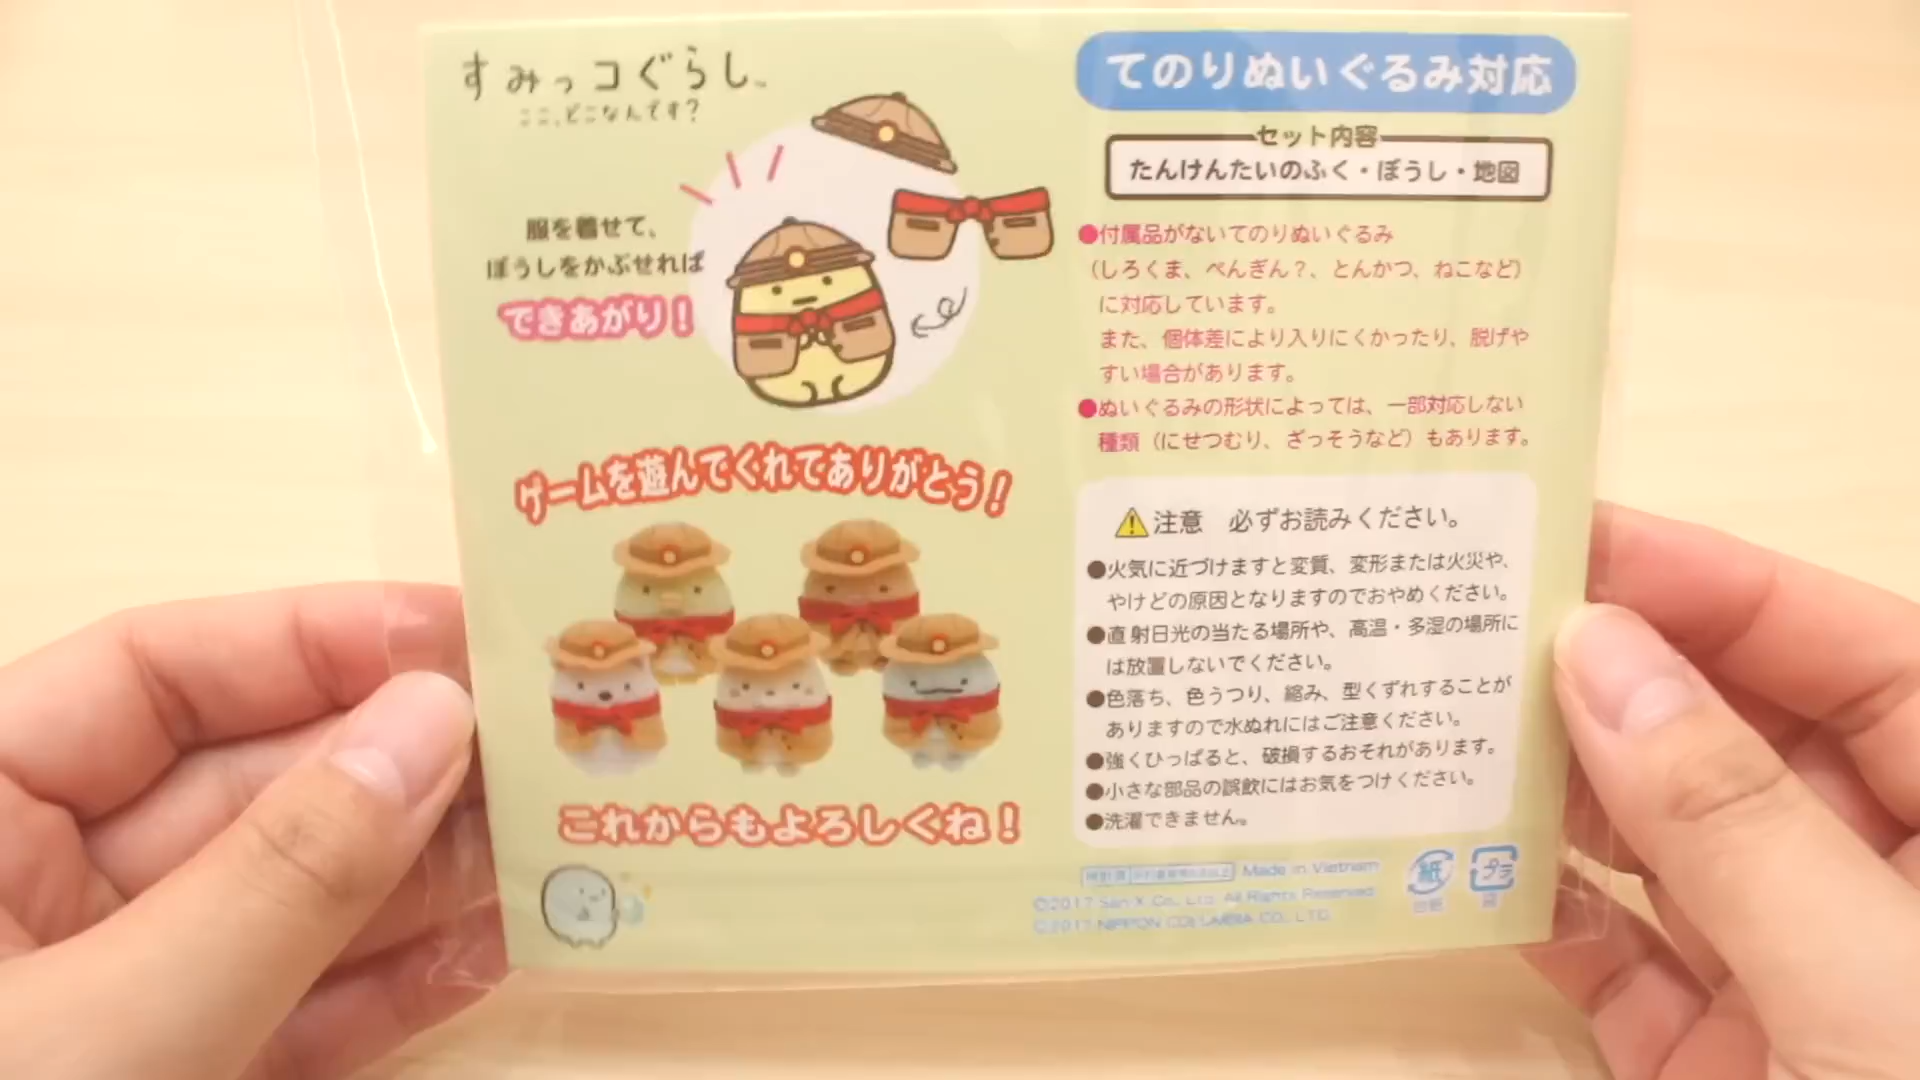 すみっコぐらし™
ここ、どこなんです?
服を着せて、
ぼうしをかぶせれば
できあがり!
ゲームを遊んでくれてありがとう!
これからもよろしくね!
てのりぬいぐるみ対応
セット内容
たんけんたいのふく・ぼうし・地図
●付属品がないてのりぬいぐるみ
(しろくま、ぺんぎん?、とんかつ、ねこなど)
に対応しています。
また、個体差により入りにくかったり、脱げや
すい場合があります。
●ぬいぐるみの形状によっては、一部対応しない
種類(にせつむり、ざっそうなど)もあります。
注意 必ずお読みください。
●火気に近づけますと変質、変形または火災や、
やけどの原因となりますのでおやめください。
●直射日光の当たる場所や、高温・多湿の場所に
は放置しないでください。
●色落ち、色うつり、縮み、型くずれすることが
ありますので水ぬれにはご注意ください。
●強くひっぱると、破損するおそれがあります。
●小さな部品の誤飲にはお気をつけください。
●洗濯できません。
Made in Vietnam
©2017 San-X Co., Ltd. All Rights Reserved.
©2017 NIPPON COLUMBIA CO., LTD.
紙
プラ